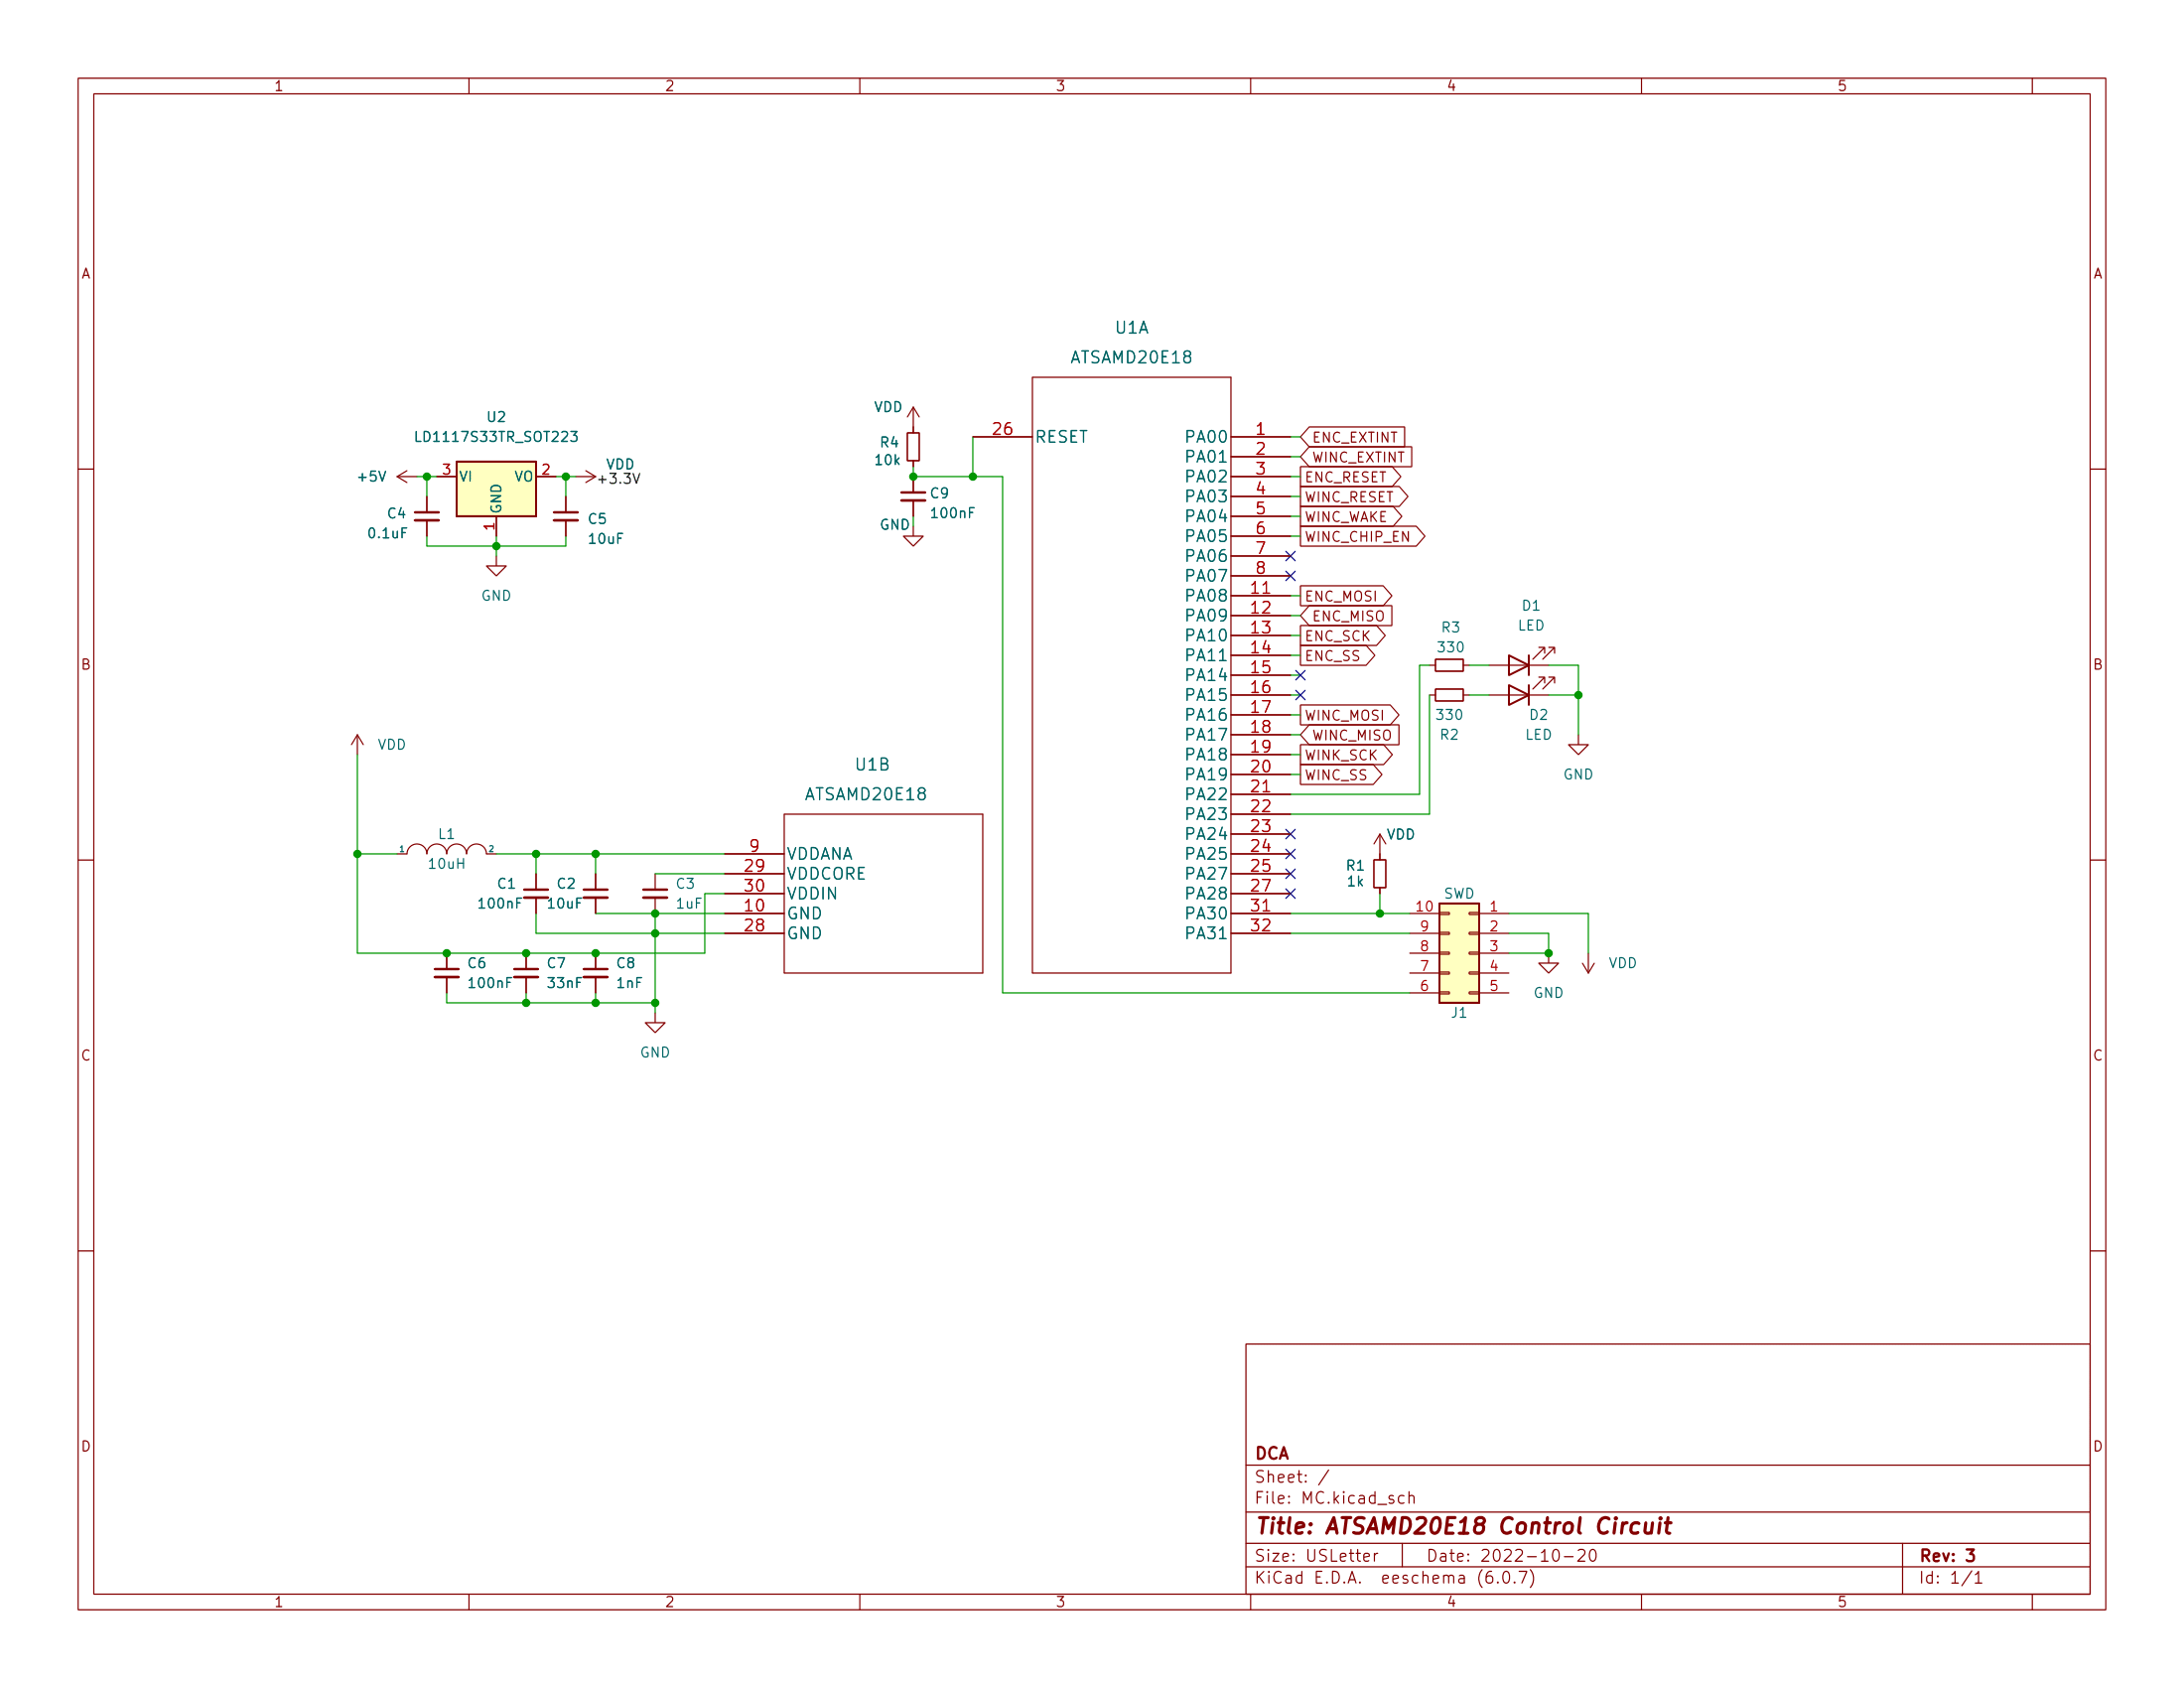 1 2 3 4 5
A A
B B
C C
D D
1 2 3 4 5
U2
LD1117S33TR_SOT223
+5V
3 VI
VO 2
GND
1
VDD
+3.3V
C4
0.1uF
C5
10uF
GND
VDD
R4
10k
C9
100nF
GND
U1A
ATSAMD20E18
26 RESET
PA00 1 ENC_EXTINT
PA01 2 WINC_EXTINT
PA02 3 ENC_RESET
PA03 4 WINC_RESET
PA04 5 WINC_WAKE
PA05 6 WINC_CHIP_EN
PA06 7
PA07 8
PA08 11 ENC_MOSI
PA09 12 ENC_MISO
PA10 13 ENC_SCK
PA11 14 ENC_SS
PA14 15
PA15 16
PA16 17 WINC_MOSI
PA17 18 WINC_MISO
PA18 19 WINK_SCK
PA19 20 WINC_SS
PA22 21
PA23 22
PA24 23
PA25 24
PA27 25
PA28 27
PA30 31
PA31 32
D1
LED
R3
330
330
R2
D2
LED
GND
VDD
R1
1k
SWD
10 1
9 2
8 3
7 4
6 5
J1
GND
VDD
VDD
L1
1 2
10uH
C1
100nF
C2
10uF
C3
1uF
U1B
ATSAMD20E18
9 VDDANA
29 VDDCORE
30 VDDIN
10 GND
28 GND
C6
100nF
C7
33nF
C8
1nF
GND
DCA
Sheet: /
File: MC.kicad_sch
Title: ATSAMD20E18 Control Circuit
Size: USLetter Date: 2022-10-20 Rev: 3
KiCad E.D.A. eeschema (6.0.7) Id: 1/1